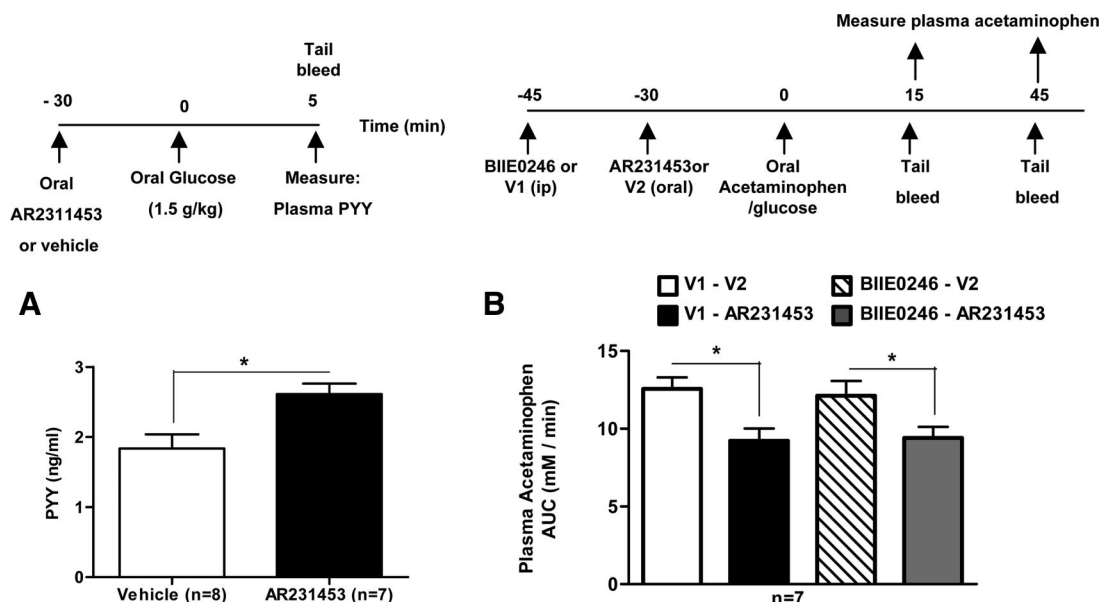 Tail
bleed
- 30
0
5
Time (min)
Oral
AR2311453
or vehicle
Oral Glucose
(1.5 g/kg)
Measure:
Plasma PYY
Measure plasma acetaminophen
-45
-30
0
15
45
BIIE0246 or
V1 (ip)
AR231453or
V2 (oral)
Oral
Acetaminophen
/glucose
Tail
bleed
Tail
bleed
A
PYY (ng/ml)
3
2
1
0
*
Vehicle (n=8)
AR231453 (n=7)
B
V1 - V2
BIIE0246 - V2
V1 - AR231453
BIIE0246 - AR231453
Plasma Acetaminophen
AUC (mM / min)
15
10
5
0
*
*
n=7